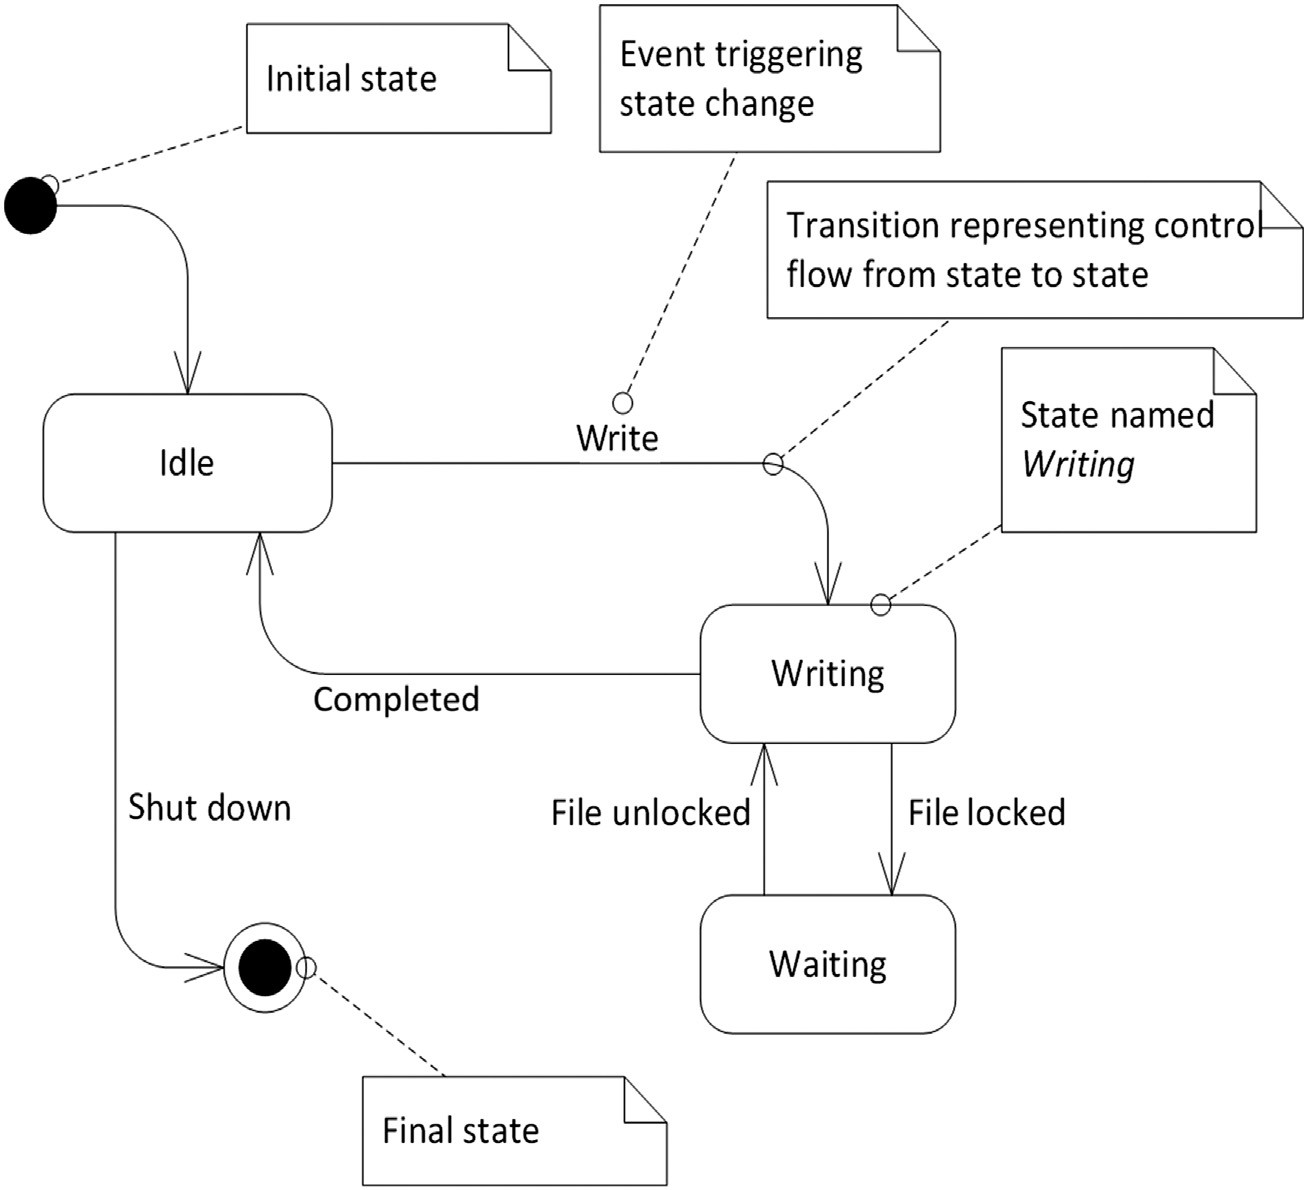 Initial state
Event triggering
state change
Transition representing control
flow from state to state
State named
Writing
Write
Idle
Writing
Completed
Shut down
File unlocked
File locked
Waiting
Final state